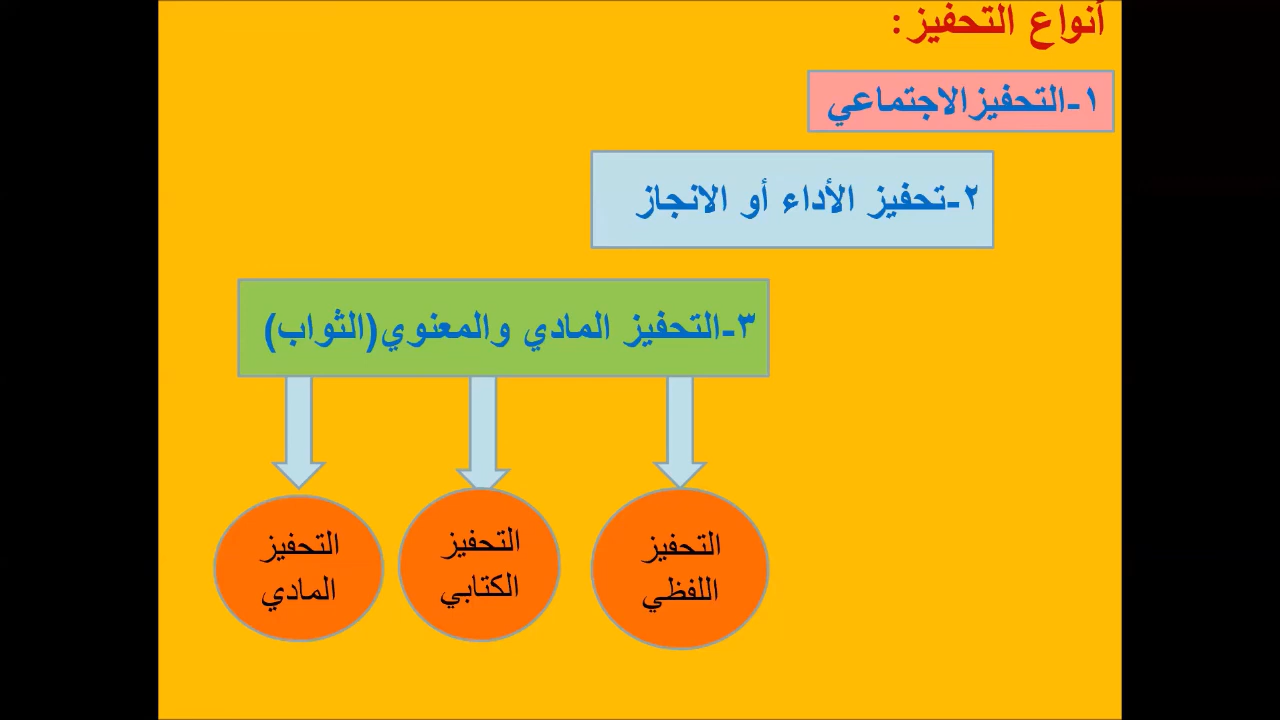 أنواع التحفيز:
١-التحفيزالاجتماعي
٢-تحفيز الأداء أو الانجاز
٣-التحفيز المادي والمعنوي(الثواب)
التحفيز
اللفظي
التحفيز
الكتابي
التحفيز
المادي